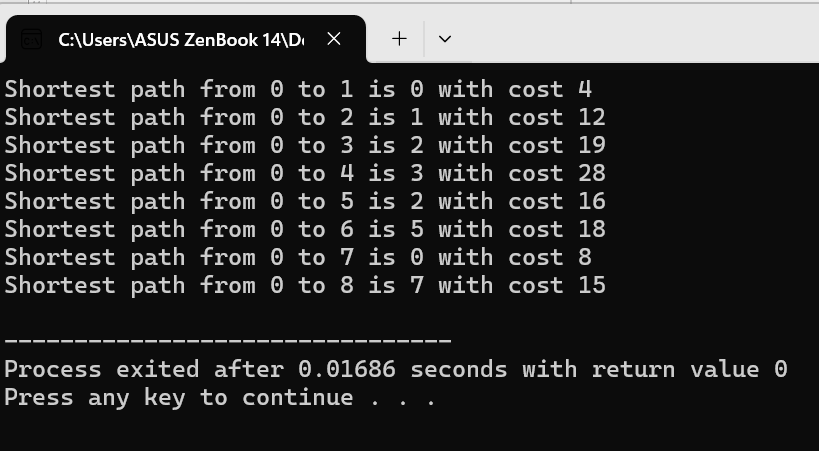 C:\Users\ASUS ZenBook 14\De
Shortest path from 0 to 1 is 0 with cost 4
Shortest path from 0 to 2 is 1 with cost 12
Shortest path from 0 to 3 is 2 with cost 19
Shortest path from 0 to 4 is 3 with cost 28
Shortest path from 0 to 5 is 2 with cost 16
Shortest path from 0 to 6 is 5 with cost 18
Shortest path from 0 to 7 is 0 with cost 8
Shortest path from 0 to 8 is 7 with cost 15
--------------------------------
Process exited after 0.01686 seconds with return value 0
Press any key to continue . . .